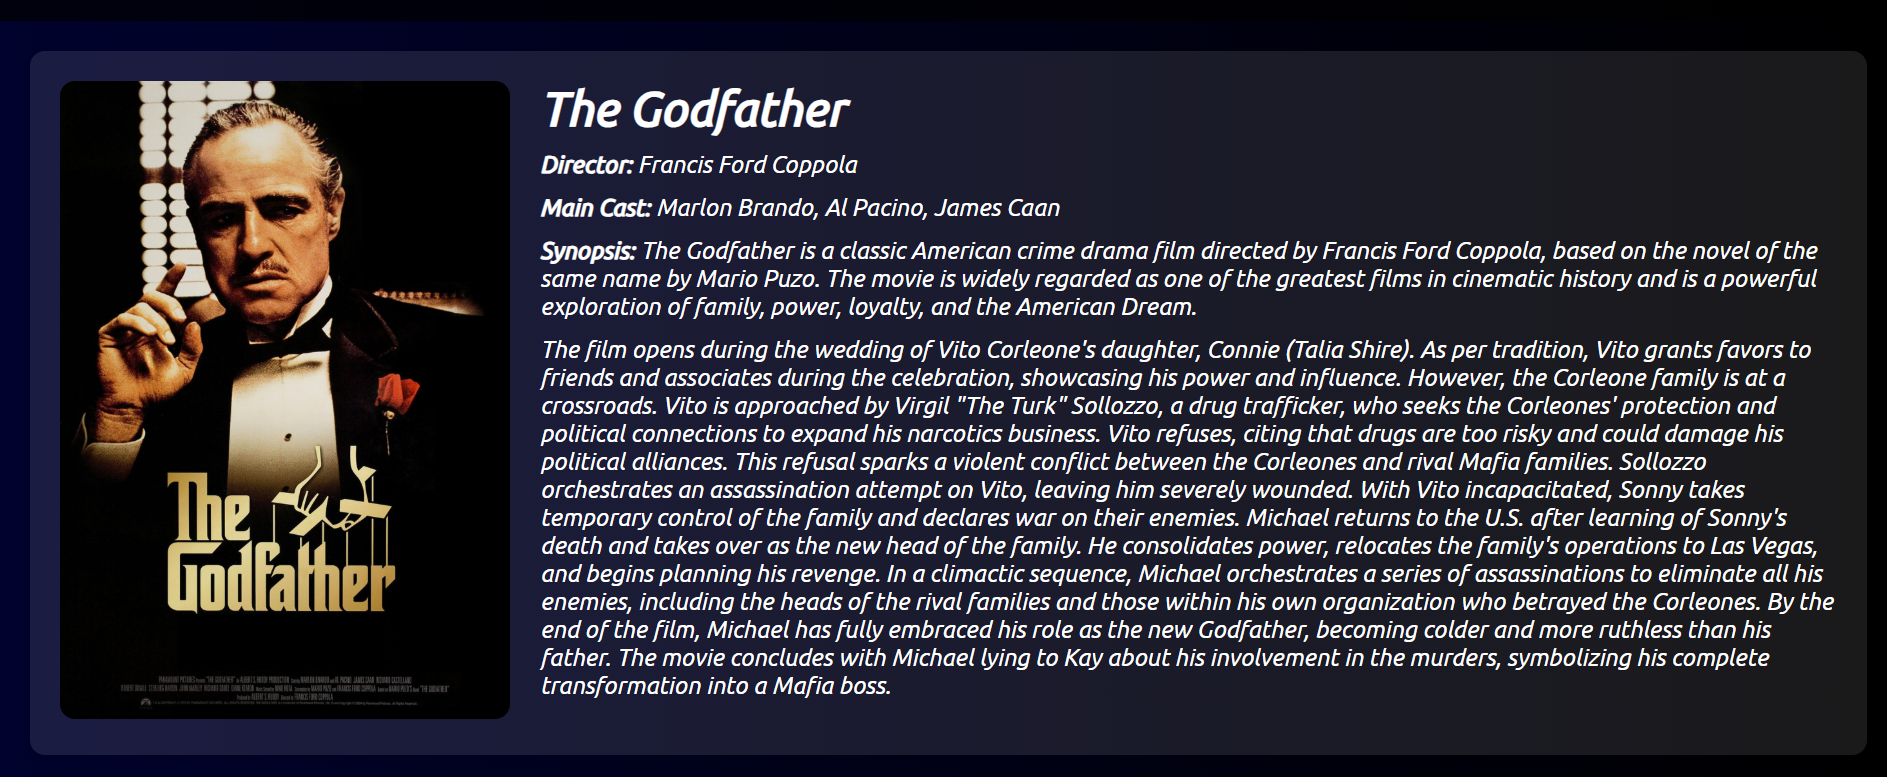 The Godfather
Director: Francis Ford Coppola
Main Cast: Marlon Brando, Al Pacino, James Caan
Synopsis: The Godfather is a classic American crime drama film directed by Francis Ford Coppola, based on the novel of the
same name by Mario Puzo. The movie is widely regarded as one of the greatest films in cinematic history and is a powerful
exploration of family, power, loyalty, and the American Dream.
The film opens during the wedding of Vito Corleone's daughter, Connie (Talia Shire). As per tradition, Vito grants favors to
friends and associates during the celebration, showcasing his power and influence. However, the Corleone family is at a
crossroads. Vito is approached by Virgil "The Turk" Sollozzo, a drug trafficker, who seeks the Corleones' protection and
political connections to expand his narcotics business. Vito refuses, citing that drugs are too risky and could damage his
political alliances. This refusal sparks a violent conflict between the Corleones and rival Mafia families. Sollozzo
orchestrates an assassination attempt on Vito, leaving him severely wounded. With Vito incapacitated, Sonny takes
temporary control of the family and declares war on their enemies. Michael returns to the U.S. after learning of Sonny's
death and takes over as the new head of the family. He consolidates power, relocates the family's operations to Las Vegas,
and begins planning his revenge. In a climactic sequence, Michael orchestrates a series of assassinations to eliminate all his
enemies, including the heads of the rival families and those within his own organization who betrayed the Corleones. By the
end of the film, Michael has fully embraced his role as the new Godfather, becoming colder and more ruthless than his
father. The movie concludes with Michael lying to Kay about his involvement in the murders, symbolizing his complete
transformation into a Mafia boss.
The
Godfather